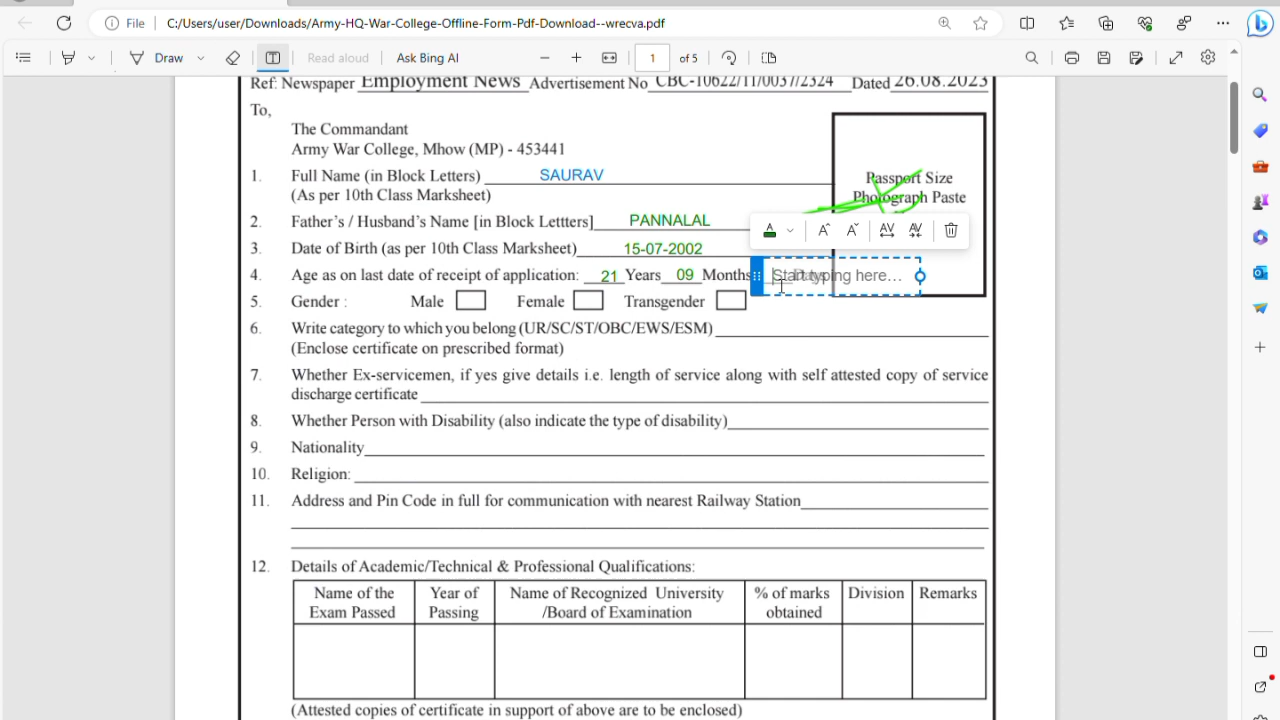 File C:/Users/user/Downloads/Army-HQ-War-College-Offline-Form-Pdf-Download--wrecva.pdf
Draw Read aloud Ask Bing AI 1 of 5
Ref: Newspaper Employment News Advertisement No CBC-10622/11/0037/2324 Dated 26.08.2023
To,
The Commandant
Army War College, Mhow (MP) - 453441
1. Full Name (in Block Letters) SAURAV
(As per 10th Class Marksheet)
Passport Size
Photograph Paste
2. Father's / Husband's Name [in Block Lettters] PANNALAL
3. Date of Birth (as per 10th Class Marksheet) 15-07-2002
4. Age as on last date of receipt of application: 21 Years 09 Months Days
Start typing here...
5. Gender : Male Female Transgender
6. Write category to which you belong (UR/SC/ST/OBC/EWS/ESM)
(Enclose certificate on prescribed format)
7. Whether Ex-servicemen, if yes give details i.e. length of service along with self attested copy of service
discharge certificate
8. Whether Person with Disability (also indicate the type of disability)
9. Nationality
10. Religion:
11. Address and Pin Code in full for communication with nearest Railway Station
12. Details of Academic/Technical & Professional Qualifications:
Name of the Exam Passed Year of Passing Name of Recognized University /Board of Examination % of marks obtained Division Remarks
(Attested copies of certificate in support of above are to be enclosed)